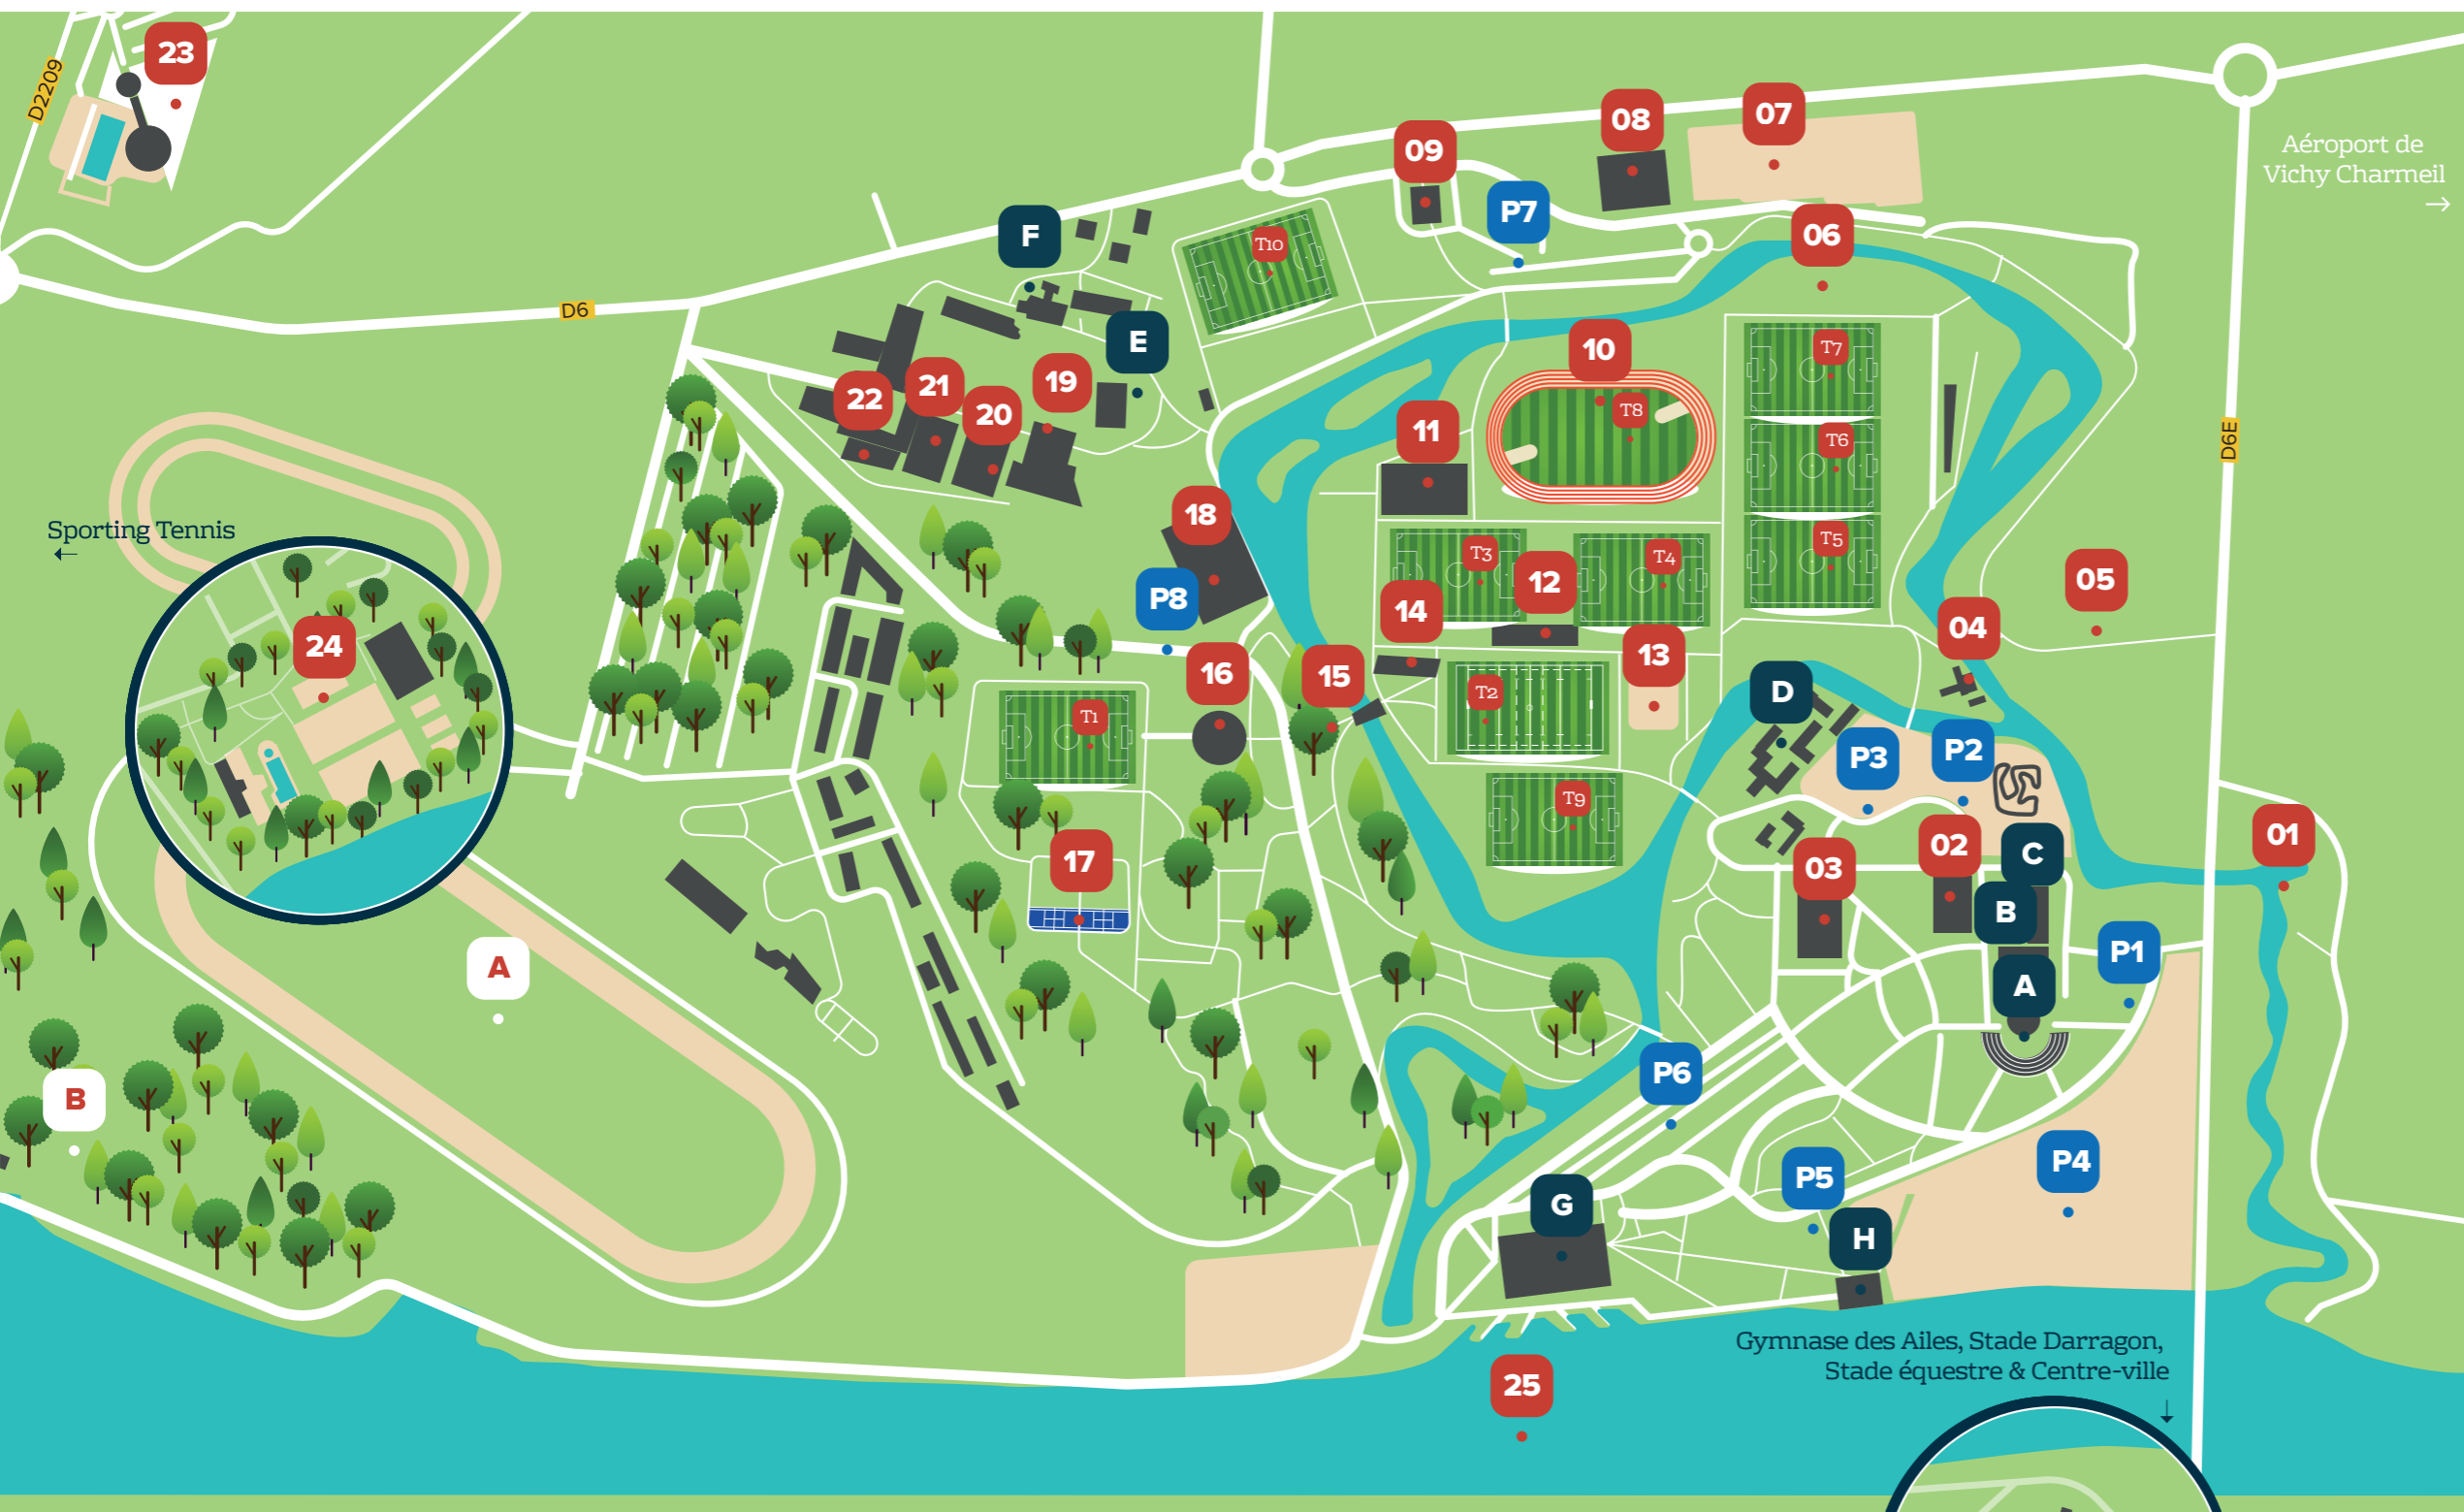 23
D2209
07
08
09
Aéroport de
Vichy Charmeil
→
P7
F
T10
06
D6
E
10
T7
19
21
22
20
T8
11
T6
D6E
18
Sporting Tennis
←
T3
T4
T5
12
05
P8
14
04
24
13
16
15
D
T2
T1
P3
P2
T9
01
02
C
17
03
B
P1
A
A
P6
B
P4
P5
G
H
Gymnase des Ailes, Stade Darragon,
Stade équestre & Centre-ville
↓
25